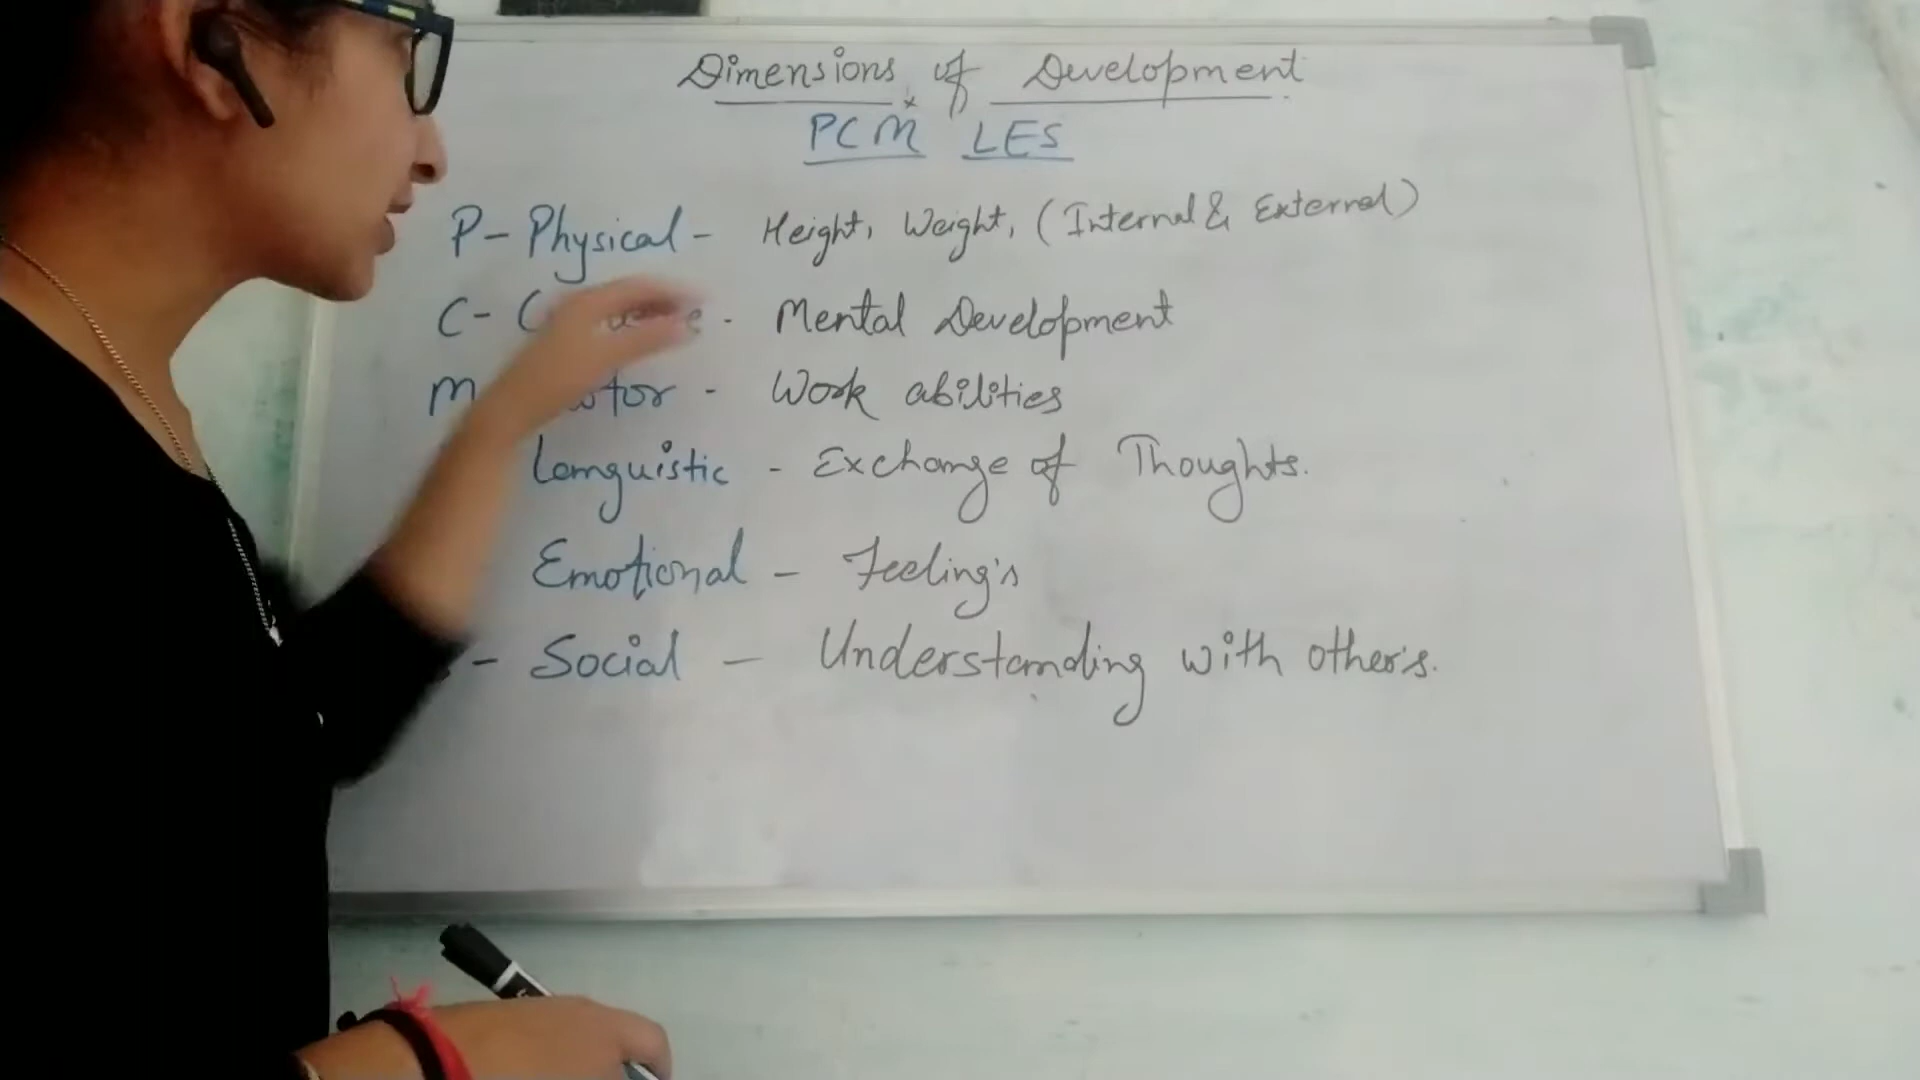 Dimensions of Development
PCM LES
P- Physical - Height, Weight, (Internal & External)
C- - Mental Development
M - Work abilities
Languistic - Exchange of Thoughts.
Emotional - Feeling's
- Social - Understanding with other's.